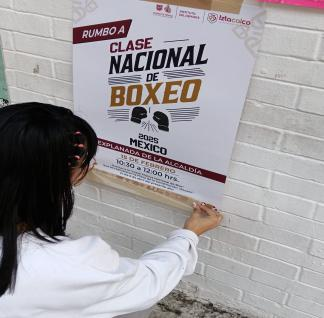 Iztacalco
RUMBO A
CLASE
NACIONAL
DE
BOXEO
2025
MÉXICO
EXPLANADA DE LA ALCALDÍA
15 DE FEBRERO
10:30 a 12:00 hrs.